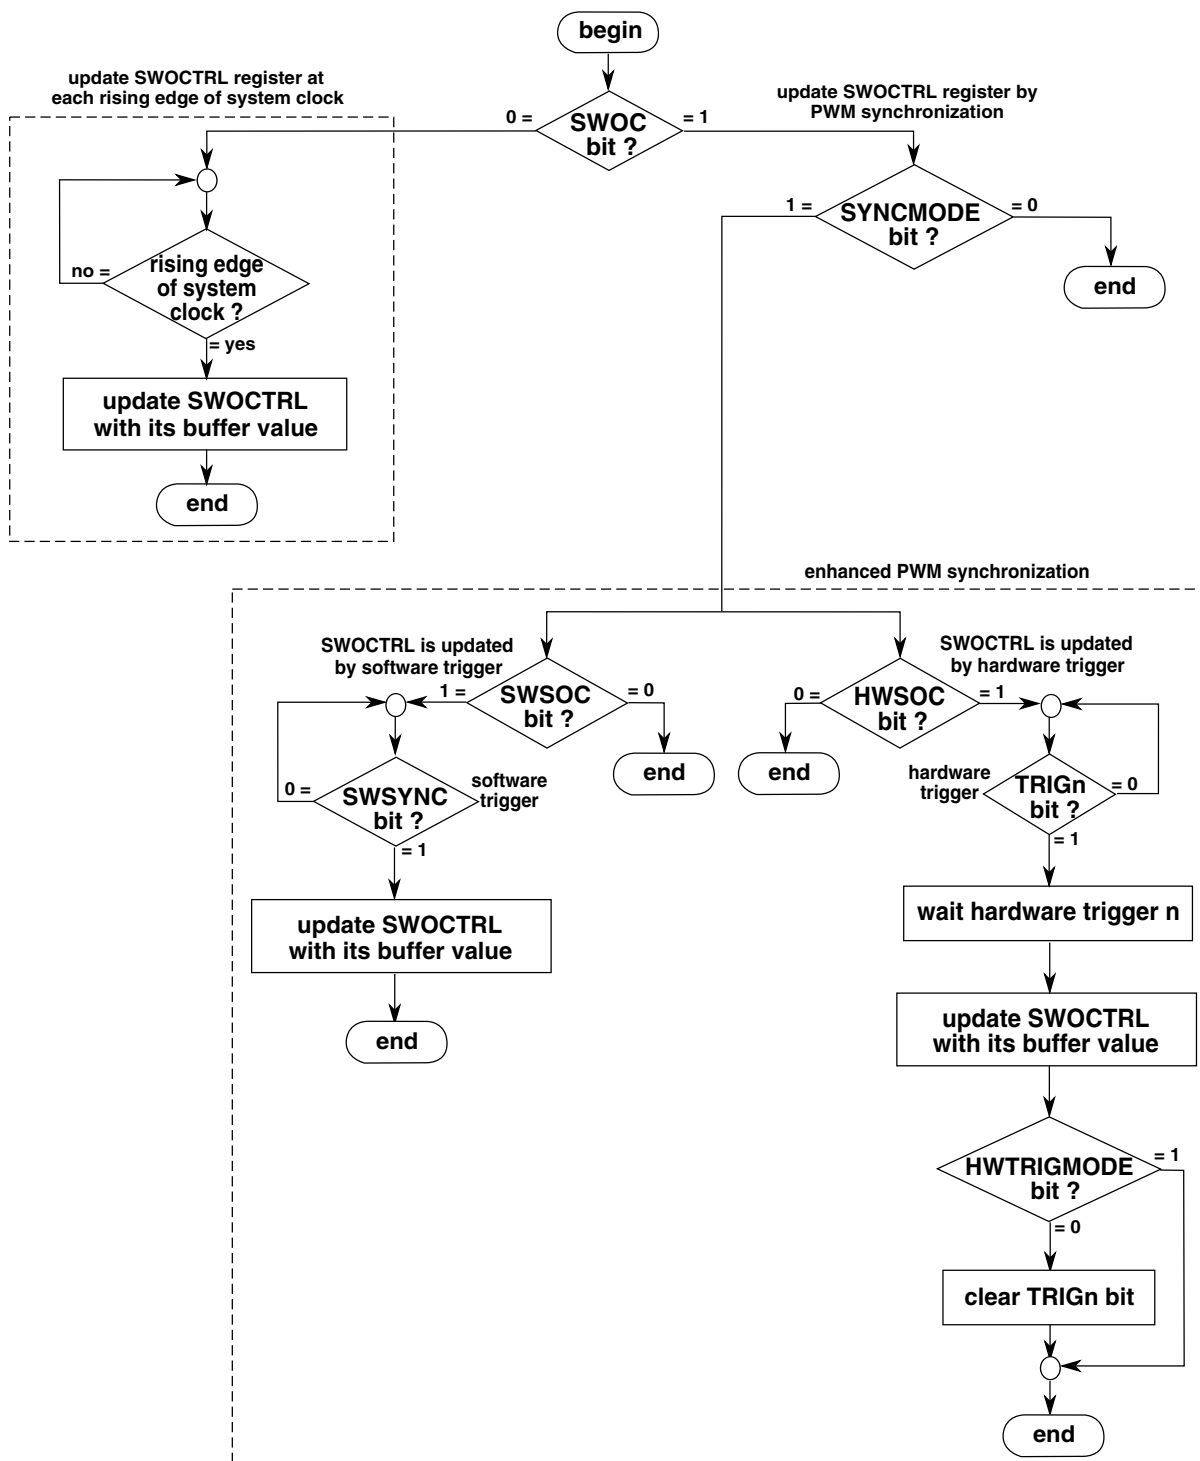 begin
update SWOCTRL register at
each rising edge of system clock
update SWOCTRL register by
PWM synchronization
0 =
SWOC
bit ?
= 1
1 =
SYNCMODE
bit ?
= 0
end
no =
rising edge
of system
clock ?
= yes
update SWOCTRL
with its buffer value
end
enhanced PWM synchronization
SWOCTRL is updated
by software trigger
SWOCTRL is updated
by hardware trigger
1 =
SWSOC
bit ?
= 0
end
0 =
HWSOC
bit ?
= 1
end
0 =
SWSYNC
bit ?
software
trigger
= 1
hardware
trigger
TRIGn
bit ?
= 0
= 1
update SWOCTRL
with its buffer value
end
wait hardware trigger n
update SWOCTRL
with its buffer value
HWTRIGMODE
bit ?
= 1
= 0
clear TRIGn bit
end